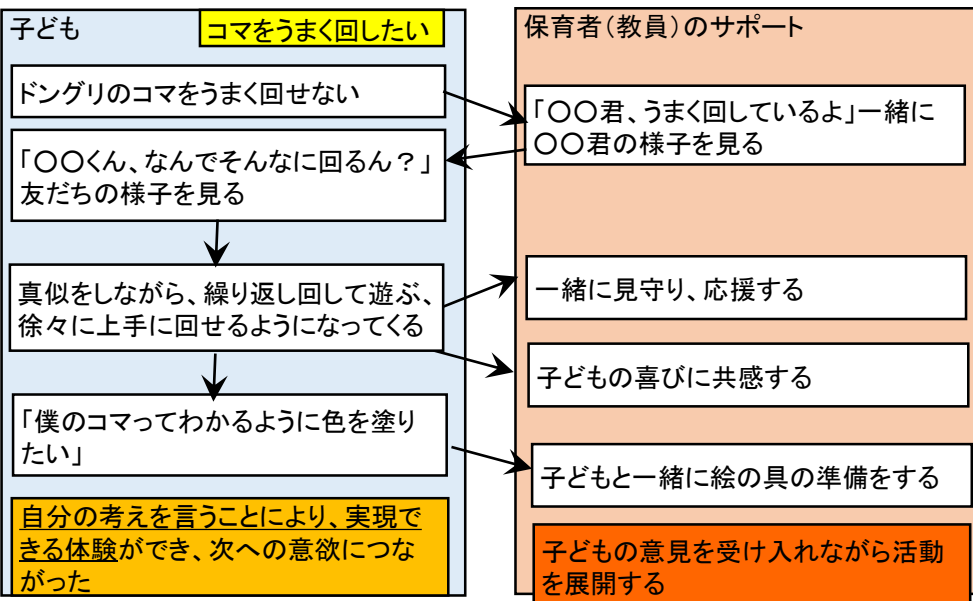 子ども
コマをうまく回したい
ドングリのコマをうまく回せない
「〇〇くん、なんでそんなに回るん？」
友だちの様子を見る
真似をしながら、繰り返し回して遊ぶ、
徐々に上手に回せるようになってくる
「僕のコマってわかるように色を塗り
たい」
自分の考えを言うことにより、実現で
きる体験ができ、次への意欲につな
がった
保育者（教員）のサポート
「〇〇君、うまく回しているよ」一緒に
〇〇君の様子を見る
一緒に見守り、応援する
子どもの喜びに共感する
子どもと一緒に絵の具の準備をする
子どもの意見を受け入れながら活動
を展開する